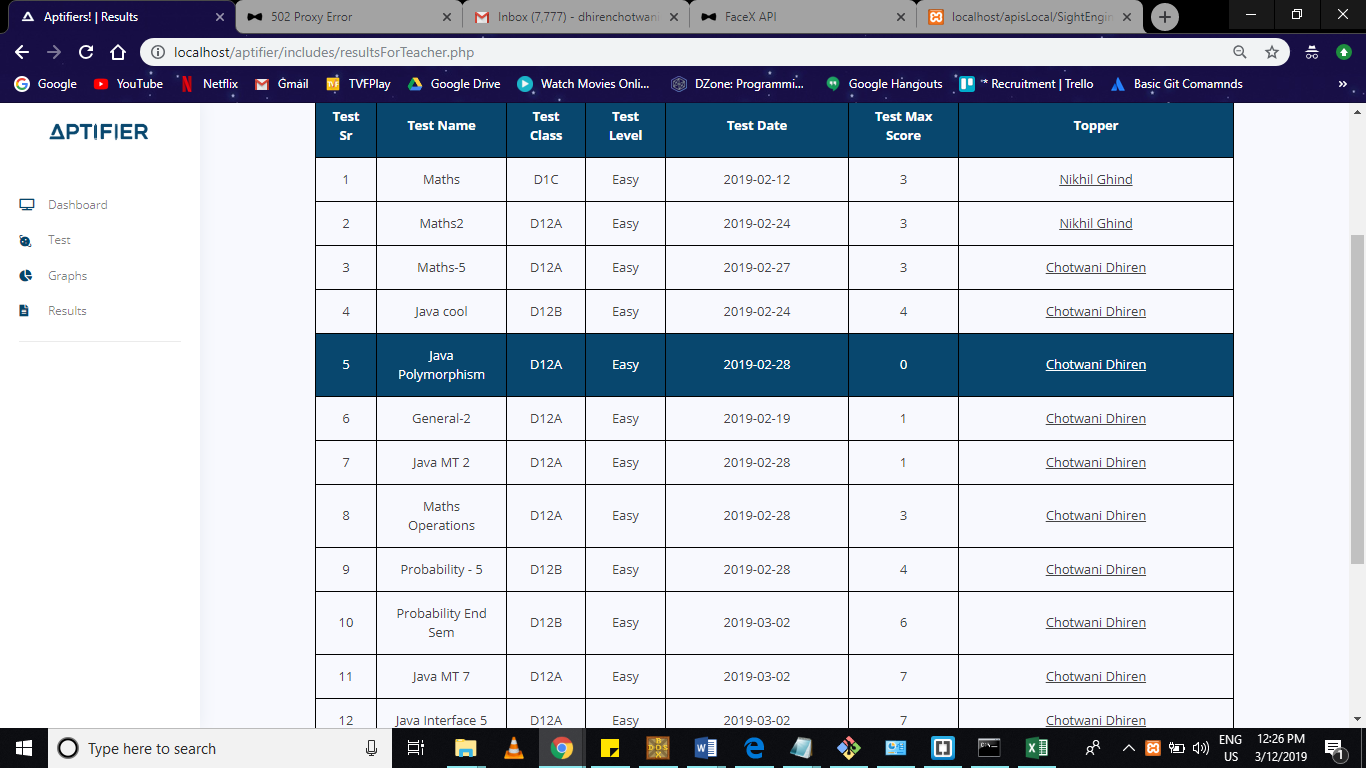 Aptifiers! | Results
502 Proxy Error
Inbox (7,777) - dhirenchotwani
FaceX API
localhost/apisLocal/SightEngin
localhost/aptifier/includes/resultsForTeacher.php
Google
YouTube
Netflix
Gmail
TVFPlay
Google Drive
Watch Movies Onli...
DZone: Programmi...
Google Hangouts
* Recruitment | Trello
Basic Git Comamnds
»
APTIFIER
Dashboard
Test
Graphs
Results
Test Sr Test Name Test Class Test Level Test Date Test Max Score Topper
1 Maths D1C Easy 2019-02-12 3 Nikhil Ghind
2 Maths2 D12A Easy 2019-02-24 3 Nikhil Ghind
3 Maths-5 D12A Easy 2019-02-27 3 Chotwani Dhiren
4 Java cool D12B Easy 2019-02-24 4 Chotwani Dhiren
5 Java Polymorphism D12A Easy 2019-02-28 0 Chotwani Dhiren
6 General-2 D12A Easy 2019-02-19 1 Chotwani Dhiren
7 Java MT 2 D12A Easy 2019-02-28 1 Chotwani Dhiren
8 Maths Operations D12A Easy 2019-02-28 3 Chotwani Dhiren
9 Probability - 5 D12B Easy 2019-02-28 4 Chotwani Dhiren
10 Probability End Sem D12B Easy 2019-03-02 6 Chotwani Dhiren
11 Java MT 7 D12A Easy 2019-03-02 7 Chotwani Dhiren
12 Java Interface 5 D12A Easy 2019-03-02 7 Chotwani Dhiren
Type here to search
ENG
US
12:26 PM
3/12/2019
1